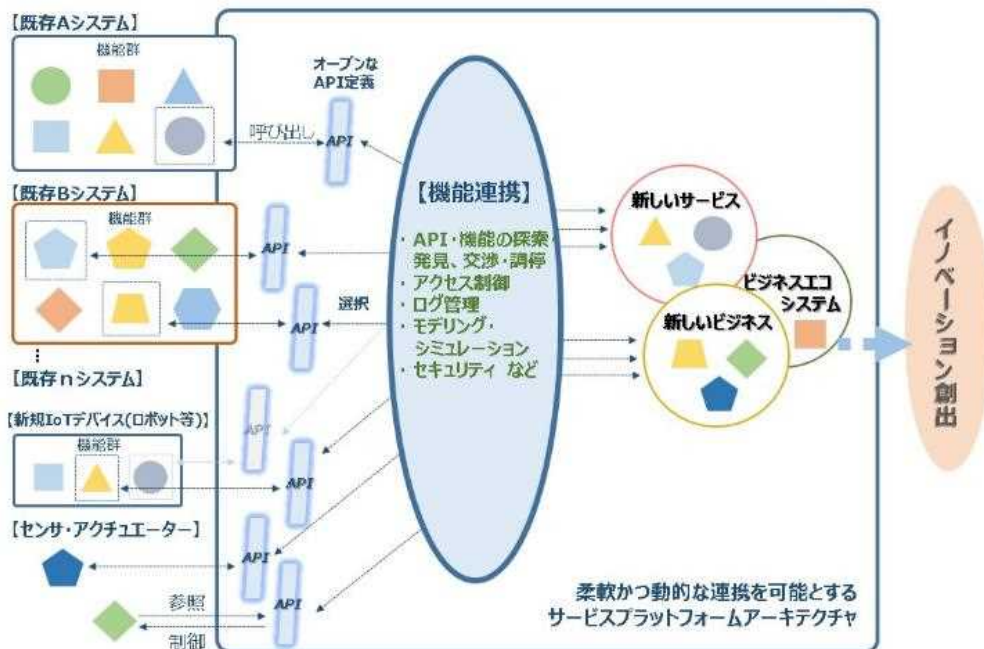 【既存Aシステム】
機能群
オープンな
API定義
呼び出し
API
【既存Bシステム】
機能群
API
選択
API
⋮
【既存nシステム】
【新規IoTデバイス(ロボット等)】
機能群
API
API
【センサ・アクチュエーター】
API
参照
API
制御
【機能連携】
・API・機能の探索・
発見、交渉・調停
・アクセス制御
・ログ管理
・モデリング・
シミュレーション
・セキュリティ など
新しいサービス
ビジネスエコ
システム
新しいビジネス
イノベーション創出
柔軟かつ動的な連携を可能とする
サービスプラットフォームアーキテクチャ